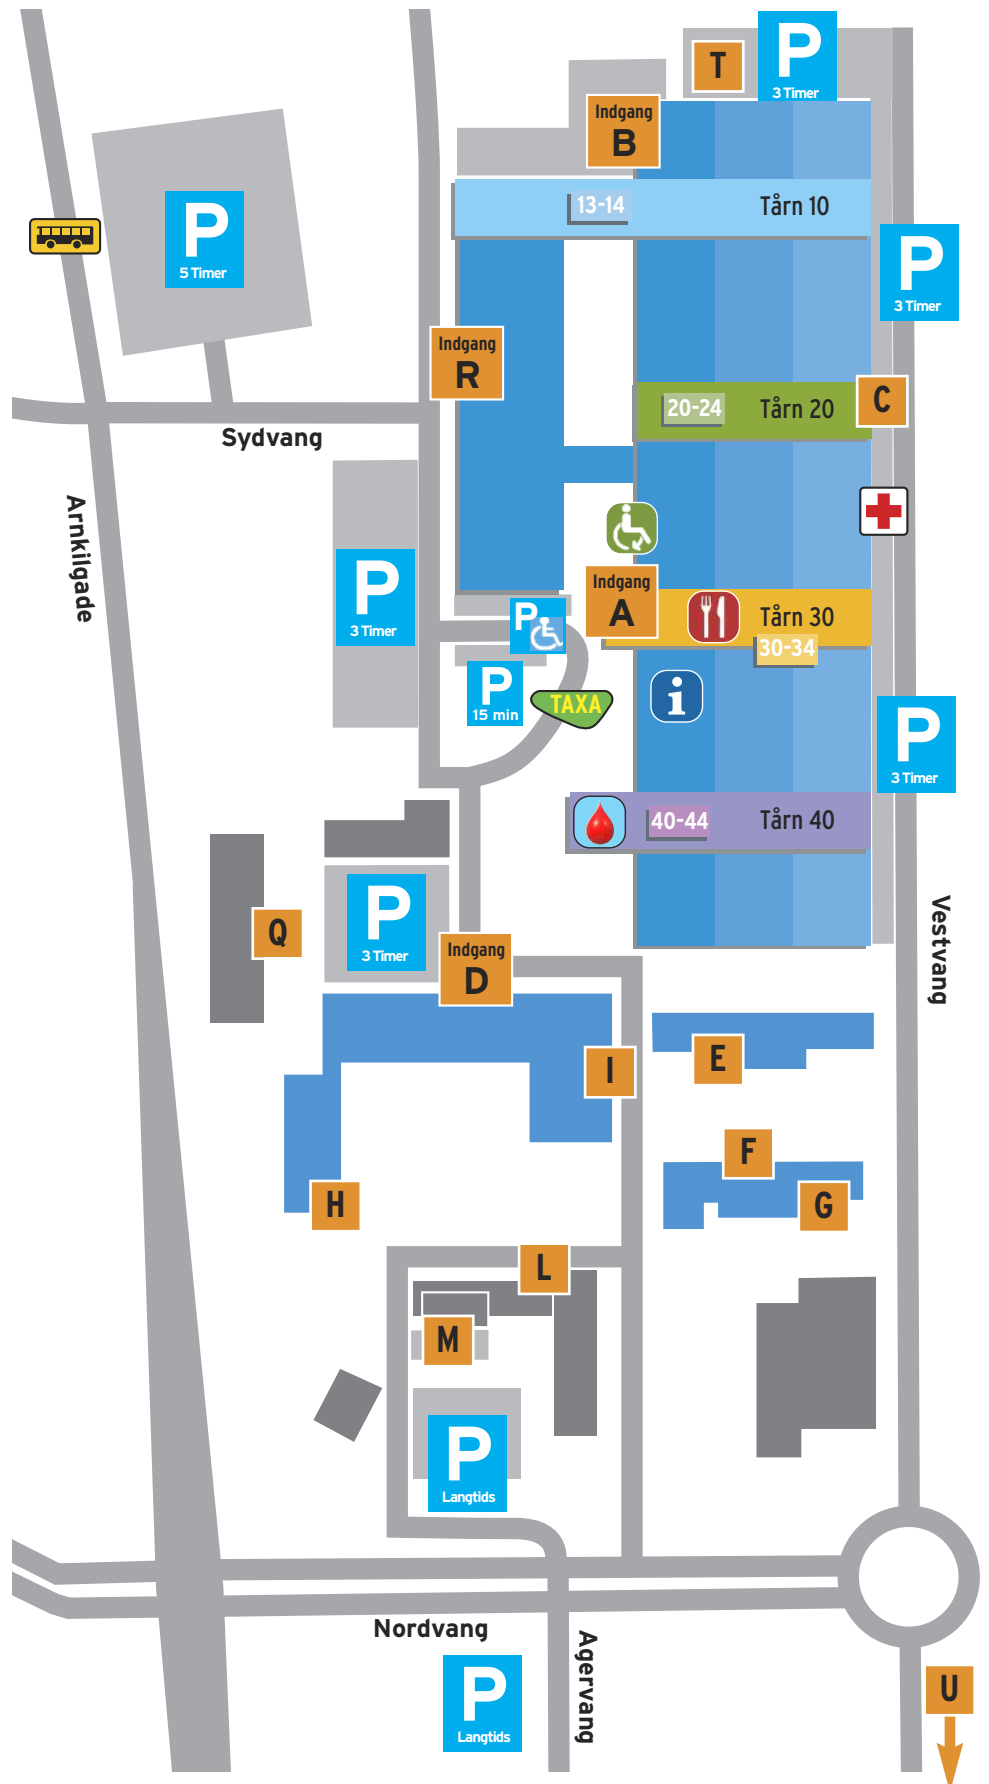 T
P
3 Timer
Indgang
B
13-14
Tårn 10
P
5 Timer
P
3 Timer
Indgang
R
20-24
Tårn 20
C
Sydvang
Arnkilgade
P
3 Timer
Indgang
A
Tårn 30
30-34
P
P
15 min
TAXA
i
P
3 Timer
40-44
Tårn 40
Q
P
3 Timer
Indgang
D
Vestvang
I
E
F
H
G
L
M
P
Langtids
Nordvang
Agervang
P
Langtids
U